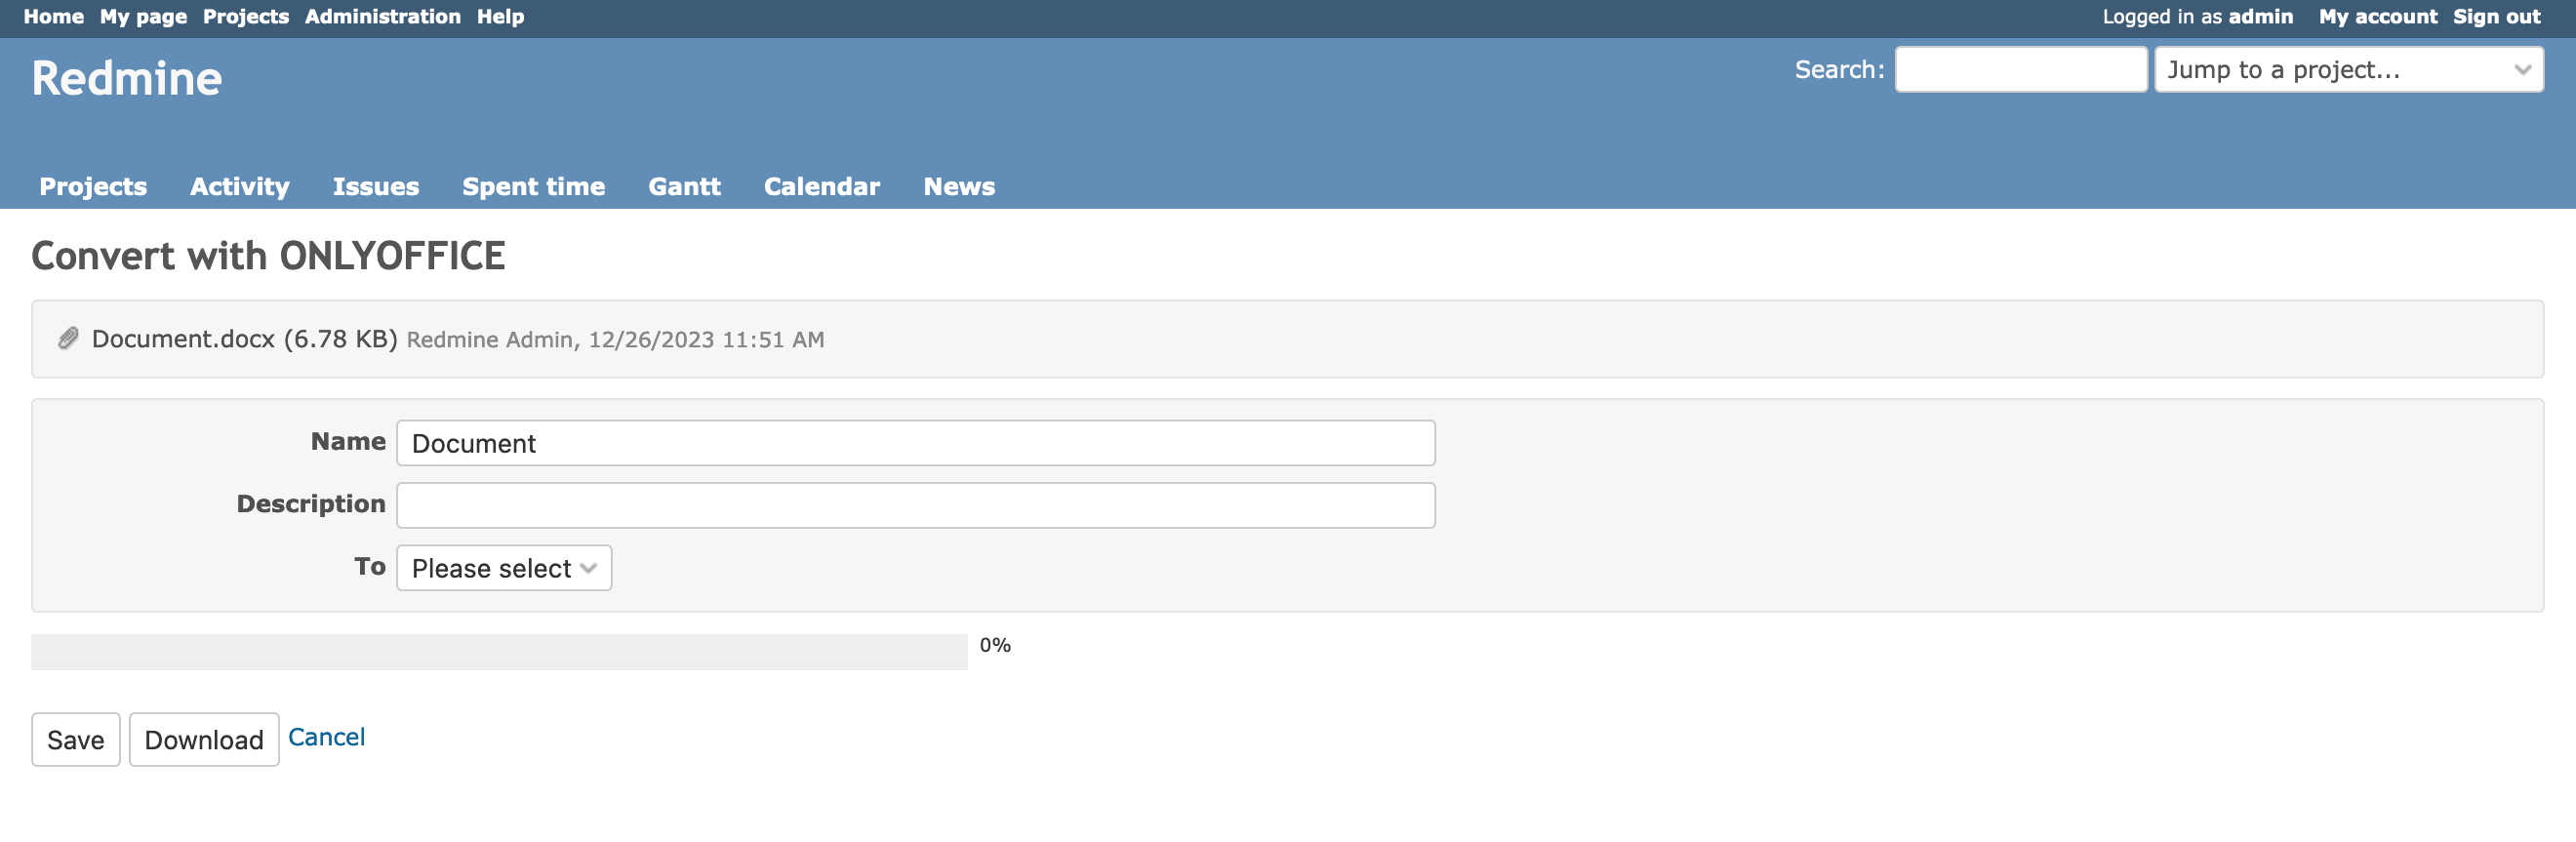 Home My page Projects Administration Help Logged in as admin My account Sign out
Redmine Search: Jump to a project...
Projects Activity Issues Spent time Gantt Calendar News
Convert with ONLYOFFICE
Document.docx (6.78 KB) Redmine Admin, 12/26/2023 11:51 AM
Name Document
Description
To Please select
0%
Save Download Cancel